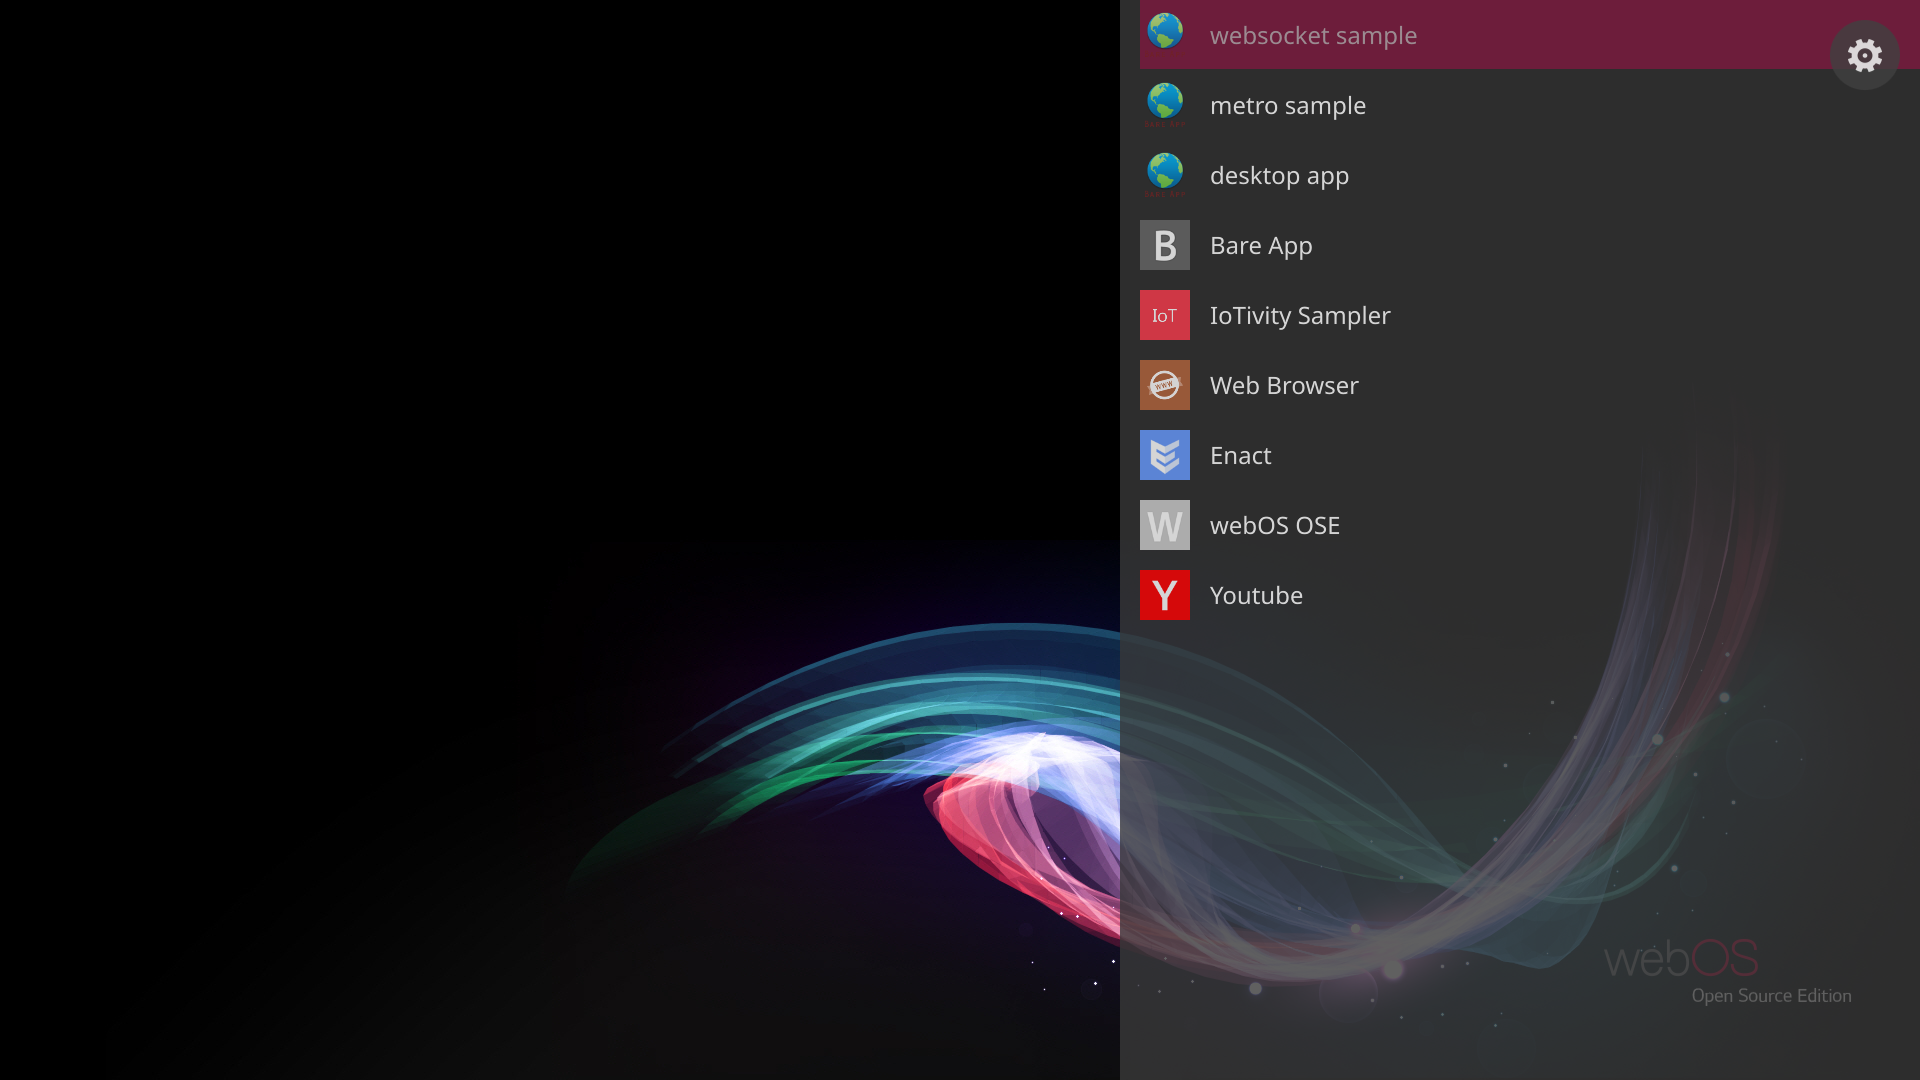 websocket sample
metro sample
desktop app
B Bare App
IoT IoTivity Sampler
www Web Browser
Enact
W webOS OSE
Y Youtube
webOS
Open Source Edition